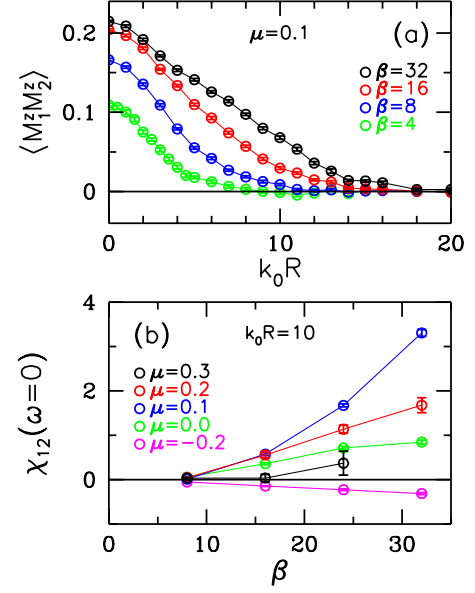 0.2
0.1
0
⟨M₁ᶻM₂ᶻ⟩
μ=0.1
(a)
β=32
β=16
β=8
β=4
0 10 20
k₀R
4
2
0
χ₁₂(ω=0)
(b)
k₀R=10
μ=0.3
μ=0.2
μ=0.1
μ=0.0
μ=−0.2
0 10 20 30
β